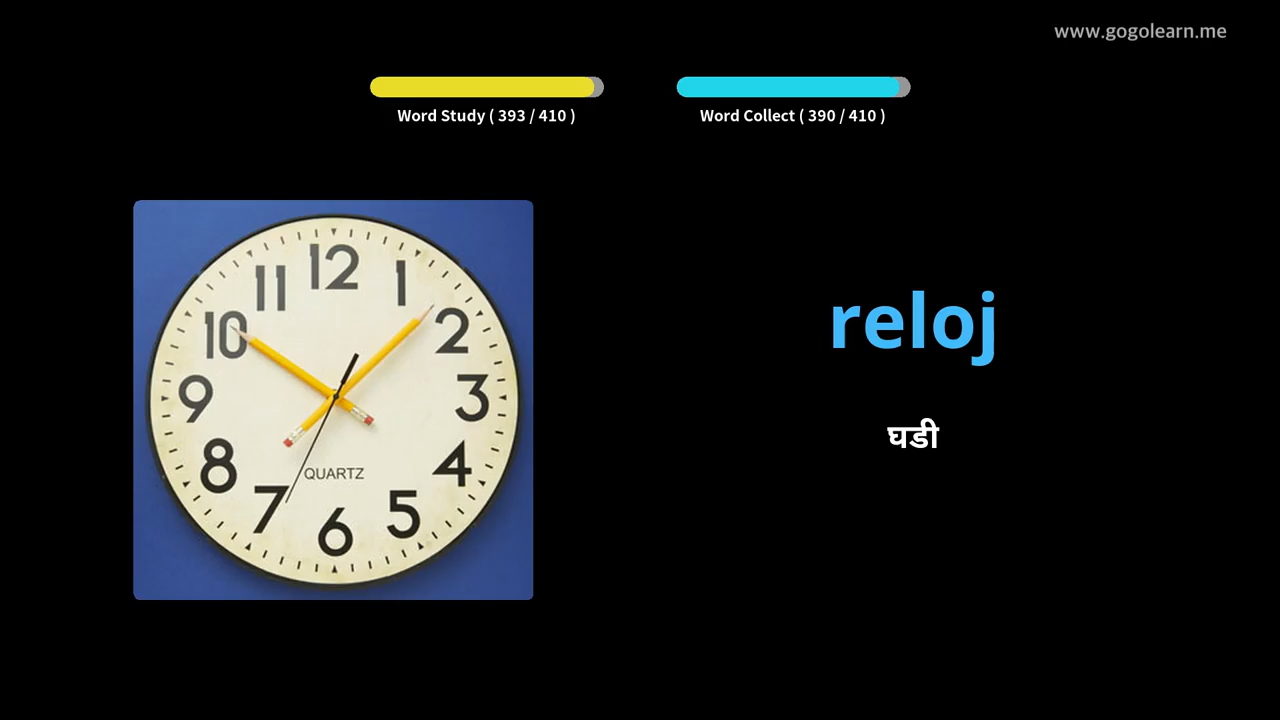 www.gogolearn.me
Word Study ( 393 / 410 )
Word Collect ( 390 / 410 )
12
11
1
10
2
9
3
8
4
QUARTZ
7
5
6
reloj
घडी